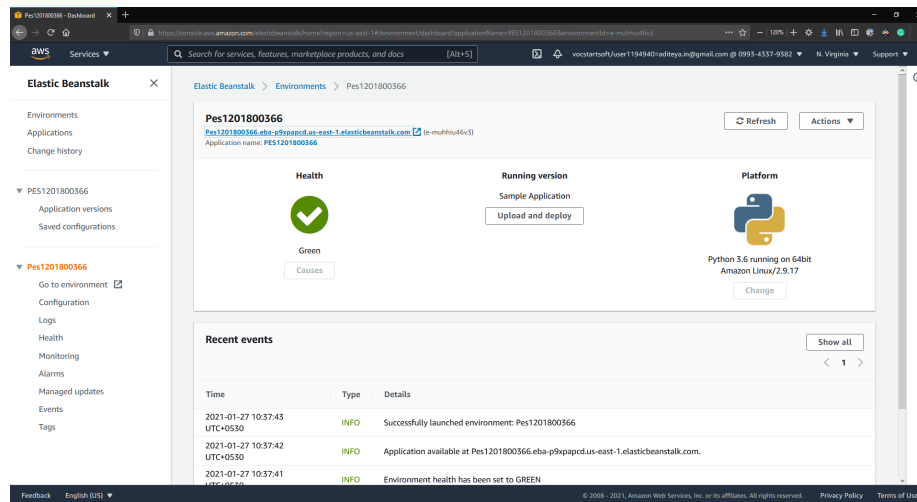 Pes1201800366 - Dashboard
https://console.aws.amazon.com/elasticbeanstalk/home?region=us-east-1#/environment/dashboard?applicationName=PES1201800366&environmentId=e-muhhiu46v3
120%
aws
Services
Search for services, features, marketplace products, and docs
[Alt+S]
vocstartsoft/user1194940=aditeya.in@gmail.com @ 0993-4337-9382
N. Virginia
Support
Elastic Beanstalk
Environments
Applications
Change history
PES1201800366
Application versions
Saved configurations
Pes1201800366
Go to environment
Configuration
Logs
Health
Monitoring
Alarms
Managed updates
Events
Tags
Elastic Beanstalk > Environments > Pes1201800366
Pes1201800366
Pes1201800366.eba-p9xpapcd.us-east-1.elasticbeanstalk.com (e-muhhiu46v3)
Application name: PES1201800366
Refresh
Actions
Health
Green
Causes
Running version
Sample Application
Upload and deploy
Platform
Python 3.6 running on 64bit
Amazon Linux/2.9.17
Change
Recent events
Show all
< 1 >
Time Type Details
2021-01-27 10:37:43
UTC+0530
INFO
Successfully launched environment: Pes1201800366
2021-01-27 10:37:42
UTC+0530
INFO
Application available at Pes1201800366.eba-p9xpapcd.us-east-1.elasticbeanstalk.com.
2021-01-27 10:37:41
UTC+0530
INFO
Environment health has been set to GREEN
Feedback
English (US)
© 2008 - 2021, Amazon Web Services, Inc. or its affiliates. All rights reserved.
Privacy Policy
Terms of Use